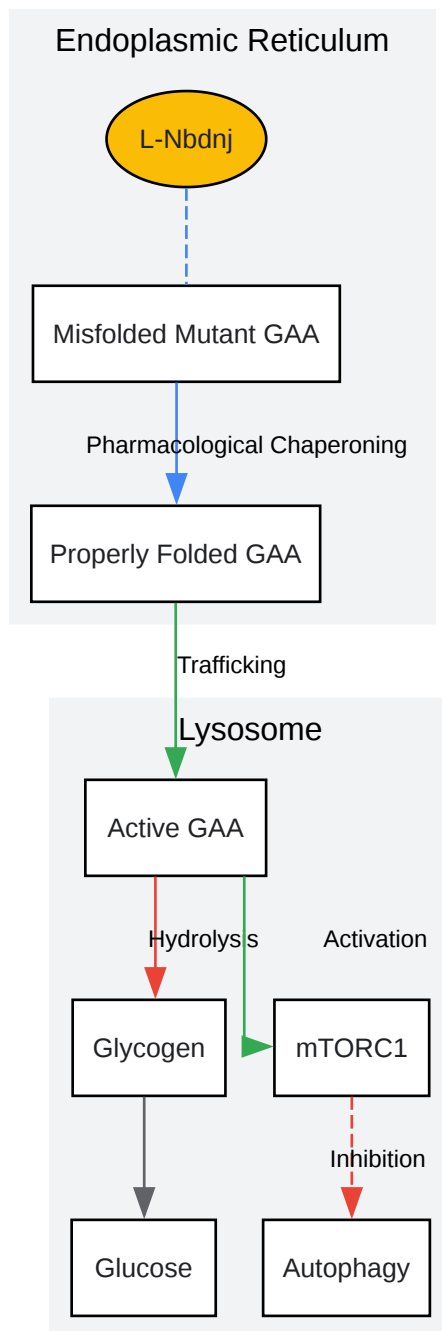 Endoplasmic Reticulum
L-Nbdnj
Misfolded Mutant GAA
Pharmacological Chaperoning
Properly Folded GAA
Trafficking
Lysosome
Active GAA
Hydrolysis
Activation
Glycogen
mTORC1
Inhibition
Glucose
Autophagy